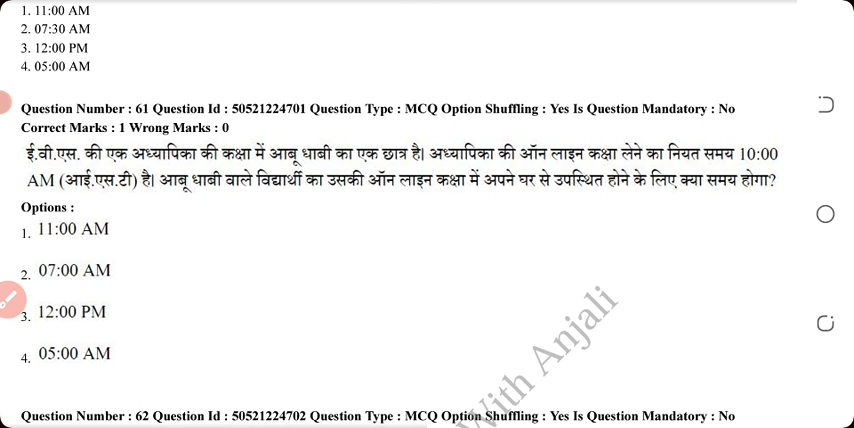 1. 11:00 AM
2. 07:30 AM
3. 12:00 PM
4. 05:00 AM
Question Number : 61 Question Id : 50521224701 Question Type : MCQ Option Shuffling : Yes Is Question Mandatory : No
Correct Marks : 1 Wrong Marks : 0
ई.वी.एस. की एक अध्यापिका की कक्षा में आबू धाबी का एक छात्र है। अध्यापिका की ऑन लाइन कक्षा लेने का नियत समय 10:00
AM (आई.एस.टी) है। आबू धाबी वाले विद्यार्थी का उसकी ऑन लाइन कक्षा में अपने घर से उपस्थित होने के लिए क्या समय होगा?
Options :
1. 11:00 AM
2. 07:00 AM
3. 12:00 PM
4. 05:00 AM
With Anjali
Question Number : 62 Question Id : 50521224702 Question Type : MCQ Option Shuffling : Yes Is Question Mandatory : No